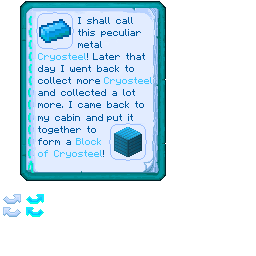 I shall call
this peculiar
metal
Cryosteel! Later that
day I went back to
collect more Cryosteel
and collected a lot
more. I came back to
my cabin and put it
together to
form a Block
of Cryosteel!